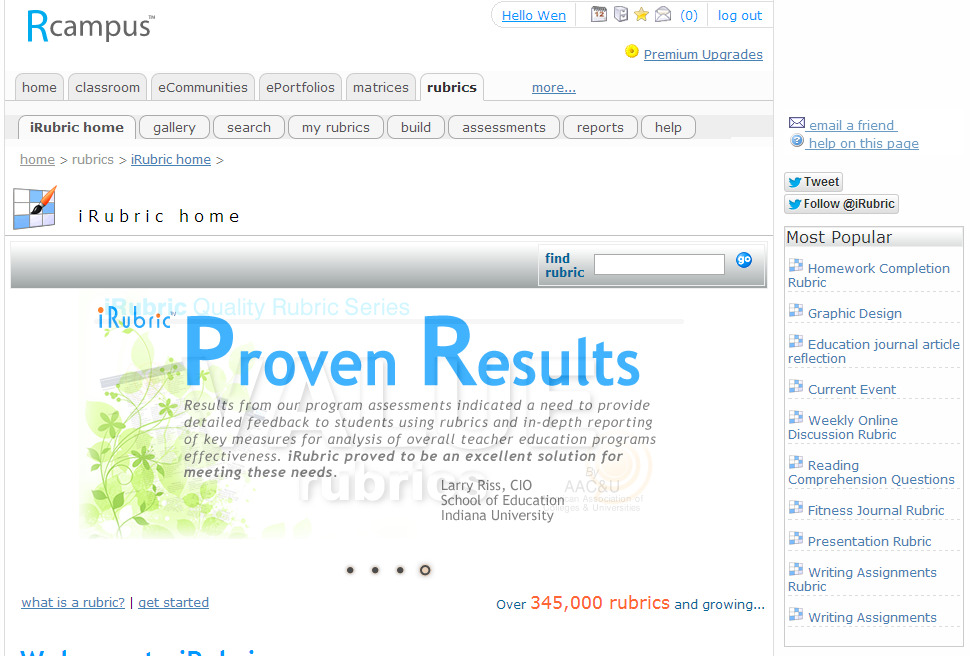 Rcampus™
Hello Wen
12
(0)
log out
Premium Upgrades
home
classroom
eCommunities
ePortfolios
matrices
rubrics
more...
iRubric home
gallery
search
my rubrics
build
assessments
reports
help
home > rubrics > iRubric home >
iRubric home
find
rubric
go
iRubric Quality Rubric Series
iRubric
Proven Results
VALUE
rubrics
Results from our program assessments indicated a need to provide
detailed feedback to students using rubrics and in-depth reporting
of key measures for analysis of overall teacher education programs
effectiveness. iRubric proved to be an excellent solution for
meeting these needs.
Larry Riss, CIO
School of Education
Indiana University
By
AAC&U
Association of
Colleges & Universities
what is a rubric? | get started
Over 345,000 rubrics and growing...
email a friend
help on this page
Tweet
Follow @iRubric
Most Popular
Homework Completion
Rubric
Graphic Design
Education journal article
reflection
Current Event
Weekly Online
Discussion Rubric
Reading
Comprehension Questions
Fitness Journal Rubric
Presentation Rubric
Writing Assignments
Rubric
Writing Assignments